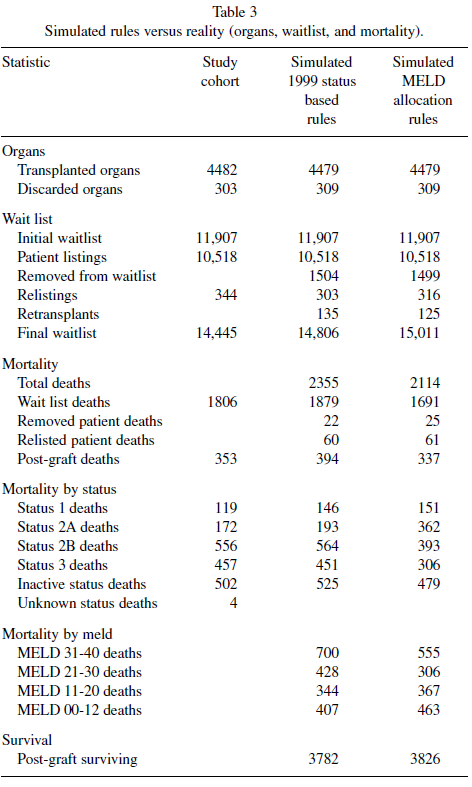 Table 3
Simulated rules versus reality (organs, waitlist, and mortality).
Statistic Study cohort Simulated 1999 status based rules Simulated MELD allocation rules
Organs
Transplanted organs 4482 4479 4479
Discarded organs 303 309 309
Wait list
Initial waitlist 11,907 11,907 11,907
Patient listings 10,518 10,518 10,518
Removed from waitlist 1504 1499
Relistings 344 303 316
Retransplants 135 125
Final waitlist 14,445 14,806 15,011
Mortality
Total deaths 2355 2114
Wait list deaths 1806 1879 1691
Removed patient deaths 22 25
Relisted patient deaths 60 61
Post-graft deaths 353 394 337
Mortality by status
Status 1 deaths 119 146 151
Status 2A deaths 172 193 362
Status 2B deaths 556 564 393
Status 3 deaths 457 451 306
Inactive status deaths 502 525 479
Unknown status deaths 4
Mortality by meld
MELD 31-40 deaths 700 555
MELD 21-30 deaths 428 306
MELD 11-20 deaths 344 367
MELD 00-12 deaths 407 463
Survival
Post-graft surviving 3782 3826